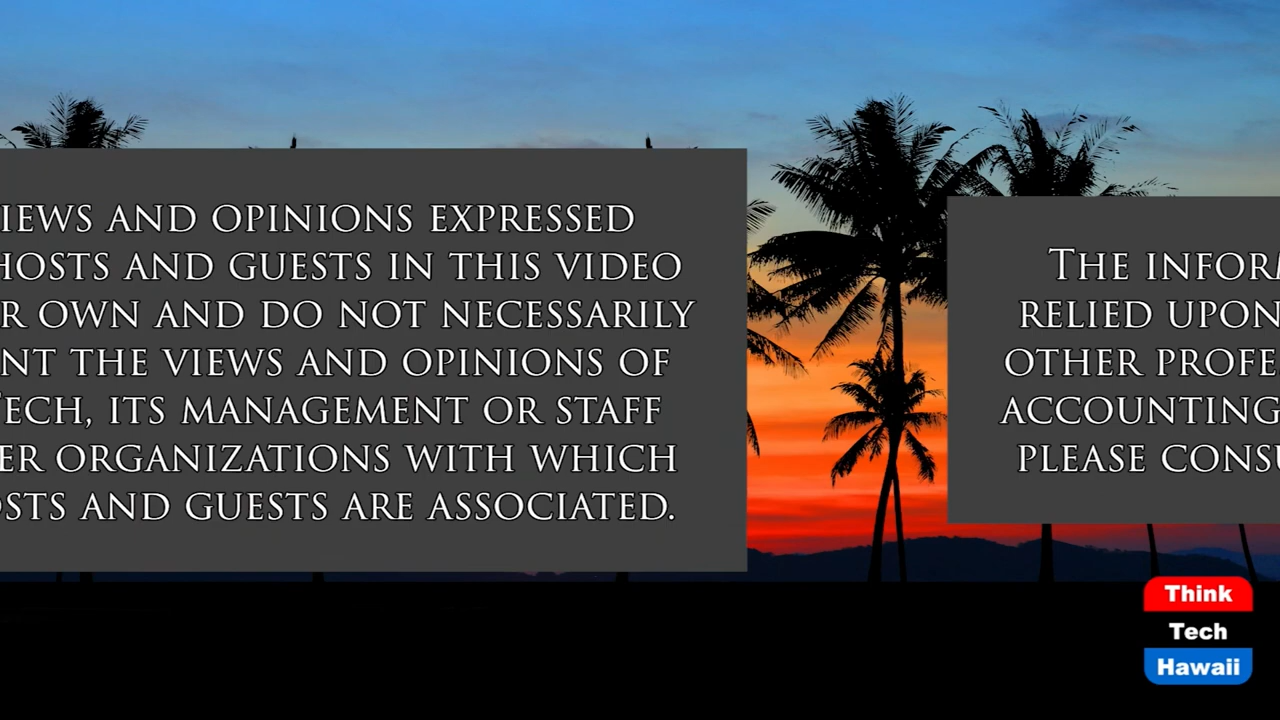 IEWS AND OPINIONS EXPRESSED
HOSTS AND GUESTS IN THIS VIDEO
R OWN AND DO NOT NECESSARILY
NT THE VIEWS AND OPINIONS OF
TECH, ITS MANAGEMENT OR STAFF
ER ORGANIZATIONS WITH WHICH
OSTS AND GUESTS ARE ASSOCIATED.
THE INFORM
RELIED UPON
OTHER PROFE
ACCOUNTING
PLEASE CONSU
Think
Tech
Hawaii